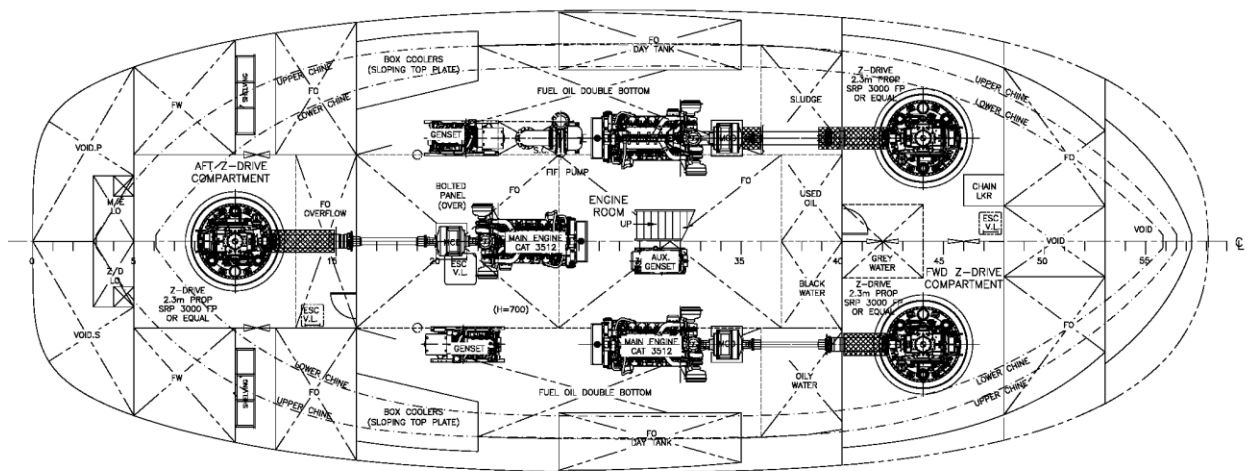 FO
DAY TANK
BOX COOLERS
(SLOPING TOP PLATE)
UPPER CHINE
LOWER CHINE
SHELVING
FW
FO
FUEL OIL DOUBLE BOTTOM
SLUDGE
Z-DRIVE
2.3m PROP
SRP 3000 FP
OR EQUAL
UPPER CHINE
LOWER CHINE
GENSET
S.C.
MCD
FIF PUMP
VOID.P
AFT/Z-DRIVE
COMPARTMENT
M/E
LO
FO
OVERFLOW
BOLTED
PANEL
(OVER)
FO
ENGINE
ROOM
UP
FO
USED
OIL
CHAIN
LKR
ESC
V.L.
FO
VOID
VOID
MCD
MAIN ENGINE
CAT 3512
ESC
V.L.
AUX.
GENSET
GREY
WATER
FWD Z-DRIVE
COMPARTMENT
0
5
20
35
45
50
55
Z/D
LO
Z-DRIVE
2.3m PROP
SRP 3000 FP
OR EQUAL
ESC
V.L.
(H=700)
BLACK
WATER
Z-DRIVE
2.3m PROP
SRP 3000 FP
OR EQUAL
VOID.S
GENSET
MAIN ENGINE
CAT 3512
MCD
FO
FW
SHELVING
FO
LOWER CHINE
UPPER CHINE
OILY
WATER
LOWER CHINE
UPPER CHINE
FUEL OIL DOUBLE BOTTOM
BOX COOLERS
(SLOPING TOP PLATE)
FO
DAY TANK